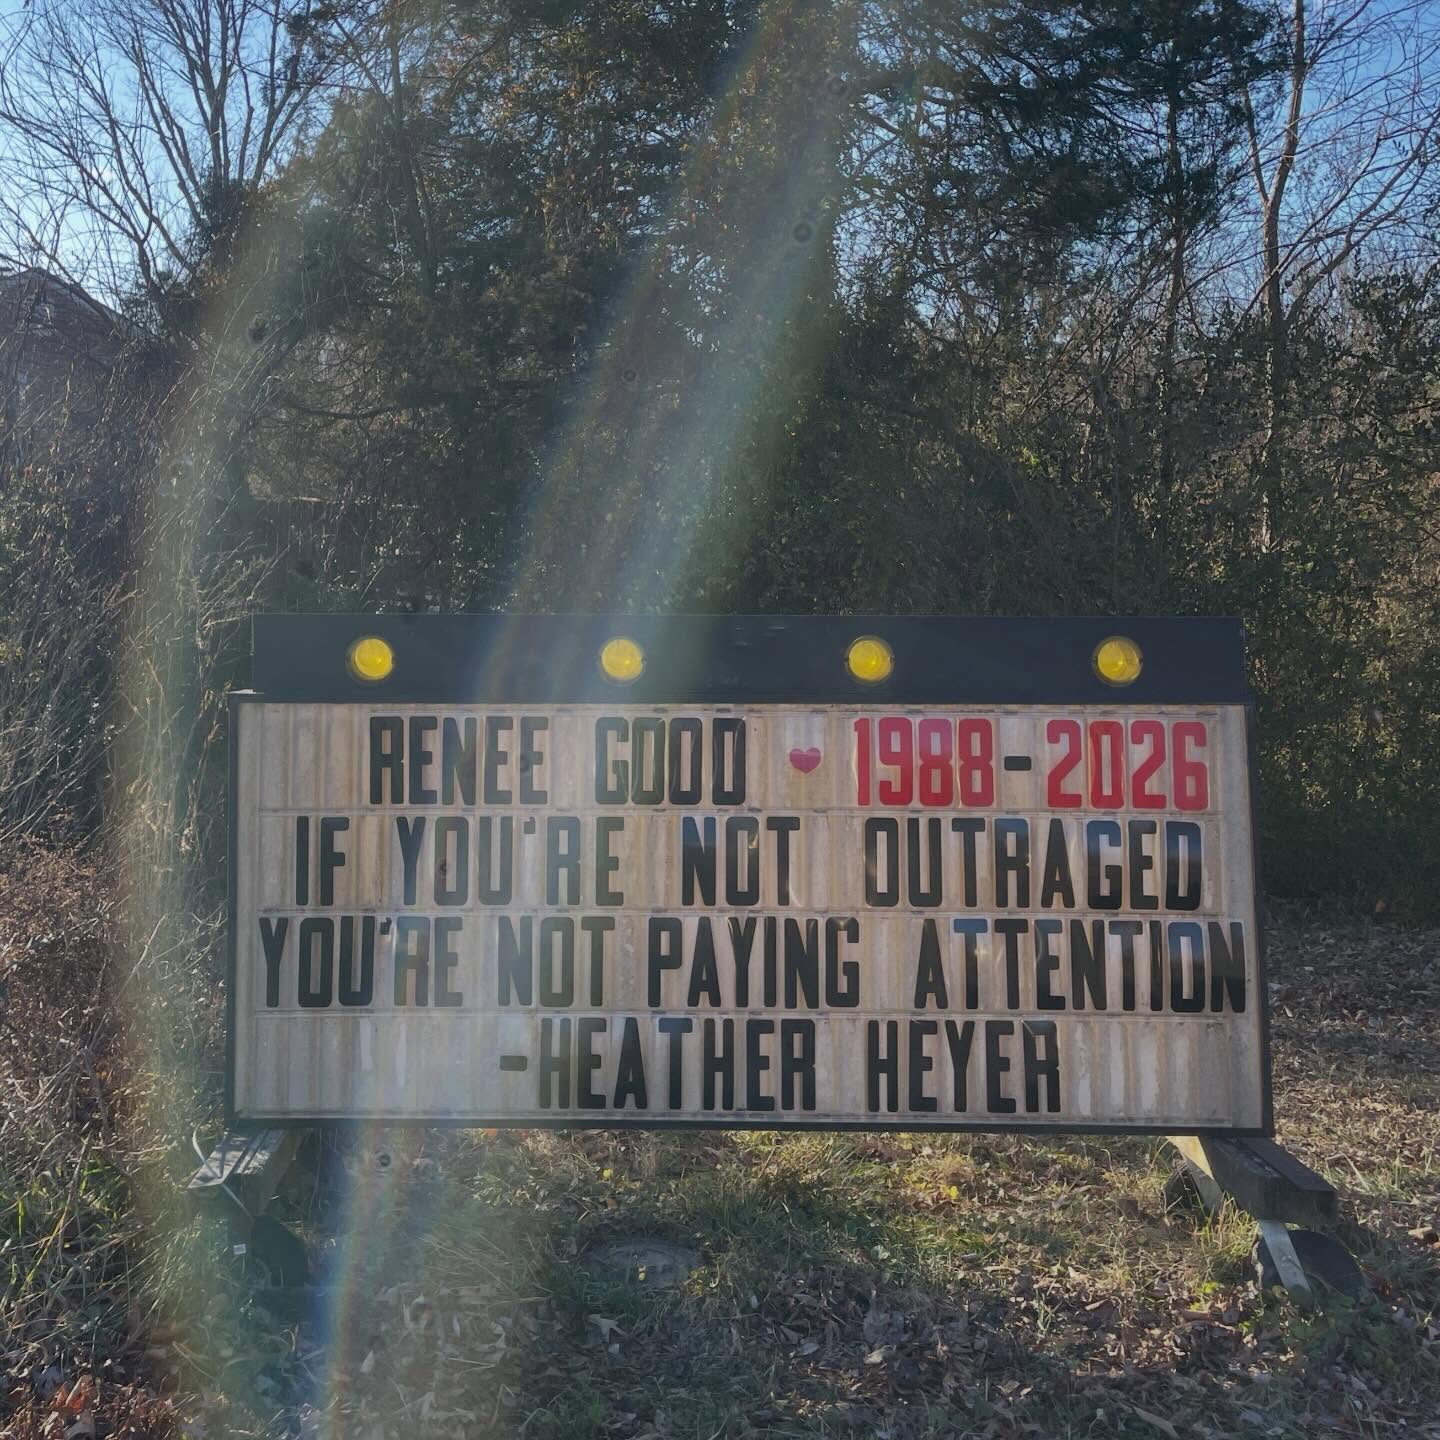 RENEE GOOD ♥ 1988-2026
IF YOU'RE NOT OUTRAGED
YOU'RE NOT PAYING ATTENTION
-HEATHER HEYER